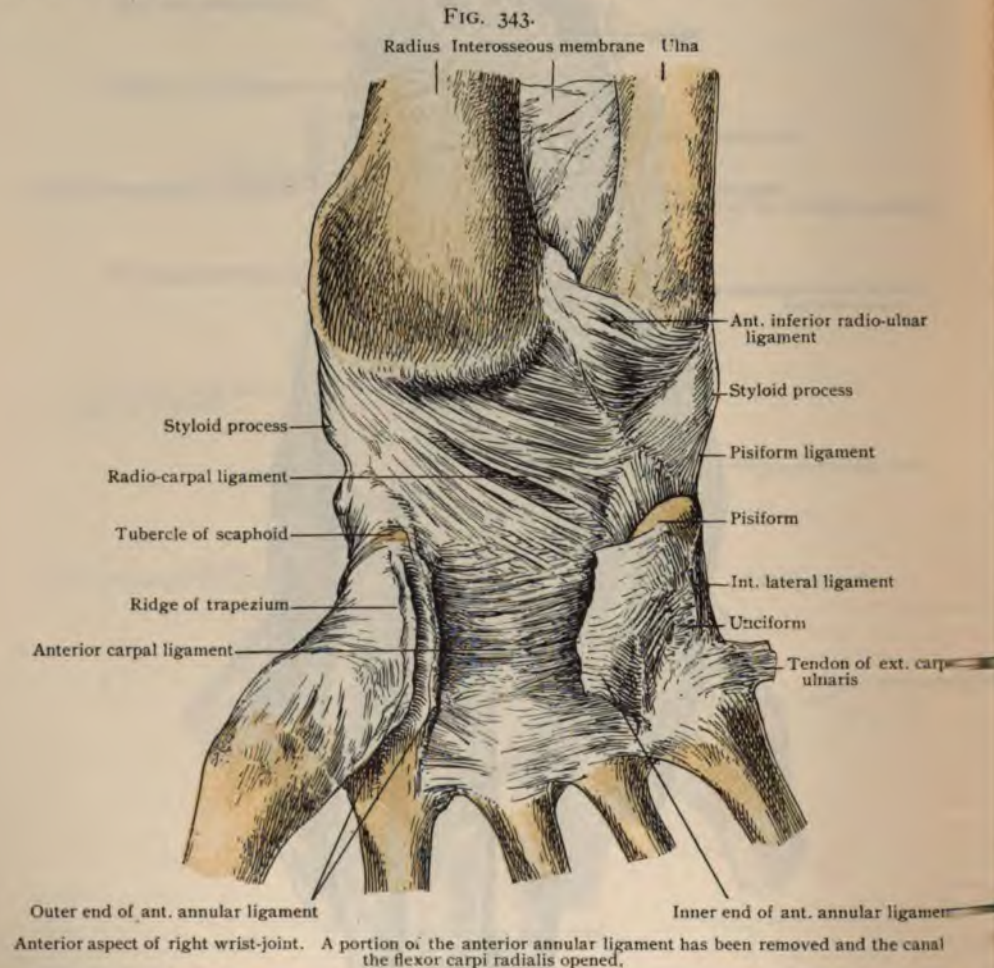 FIG. 343.
Radius Interosseous membrane Ulna
Ant. inferior radio-ulnar
ligament
Styloid process
Styloid process
Pisiform ligament
Radio-carpal ligament
Pisiform
Tubercle of scaphoid
Int. lateral ligament
Ridge of trapezium
Unciform
Anterior carpal ligament
Tendon of ext.
ulnaris
Outer end of ant. annular ligament
Inner end of ant. annular
Anterior aspect of right wrist-joint. A portion of the anterior annular ligament has been removed and the canal
the flexor carpi radialis opened.